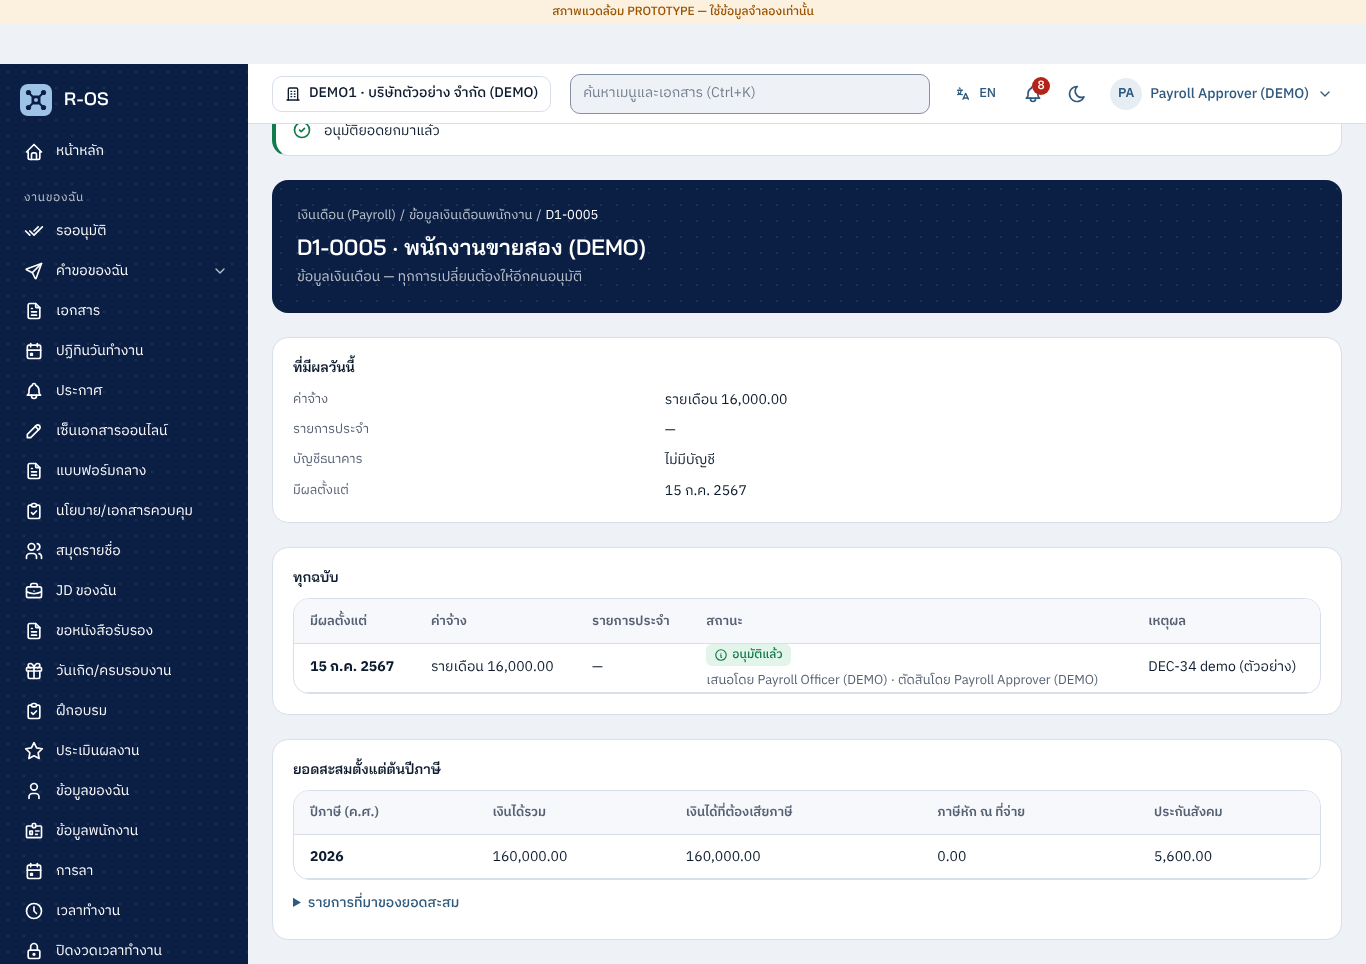 สภาพแวดล้อม PROTOTYPE — ใช้ข้อมูลจำลองเท่านั้น
R-OS
DEMO1 · บริษัทตัวอย่าง จำกัด (DEMO)
ค้นหาเมนูและเอกสาร (Ctrl+K)
EN
8
PA
Payroll Approver (DEMO)
หน้าหลัก
งานของฉัน
รออนุมัติ
คำขอของฉัน
เอกสาร
ปฏิทินวันทำงาน
ประกาศ
เซ็นเอกสารออนไลน์
แบบฟอร์มกลาง
นโยบาย/เอกสารควบคุม
สมุดรายชื่อ
JD ของฉัน
ขอหนังสือรับรอง
วันเกิด/ครบรอบงาน
ฝึกอบรม
ประเมินผลงาน
ข้อมูลของฉัน
ข้อมูลพนักงาน
การลา
เวลาทำงาน
ปิดงวดเวลาทำงาน
อนุมัติยอดยกมาแล้ว
เงินเดือน (Payroll) / ข้อมูลเงินเดือนพนักงาน / D1-0005
D1-0005 · พนักงานขายสอง (DEMO)
ข้อมูลเงินเดือน — ทุกการเปลี่ยนต้องให้อีกคนอนุมัติ
ที่มีผลวันนี้
ค่าจ้าง รายเดือน 16,000.00
รายการประจำ —
บัญชีธนาคาร ไม่มีบัญชี
มีผลตั้งแต่ 15 ก.ค. 2567
ทุกฉบับ
มีผลตั้งแต่ ค่าจ้าง รายการประจำ สถานะ เหตุผล
15 ก.ค. 2567 รายเดือน 16,000.00 — อนุมัติแล้ว DEC-34 demo (ตัวอย่าง)
เสนอโดย Payroll Officer (DEMO) · ตัดสินโดย Payroll Approver (DEMO)
ยอดสะสมตั้งแต่ต้นปีภาษี
ปีภาษี (ค.ศ.) เงินได้รวม เงินได้ที่ต้องเสียภาษี ภาษีหัก ณ ที่จ่าย ประกันสังคม
2026 160,000.00 160,000.00 0.00 5,600.00
รายการที่มาของยอดสะสม